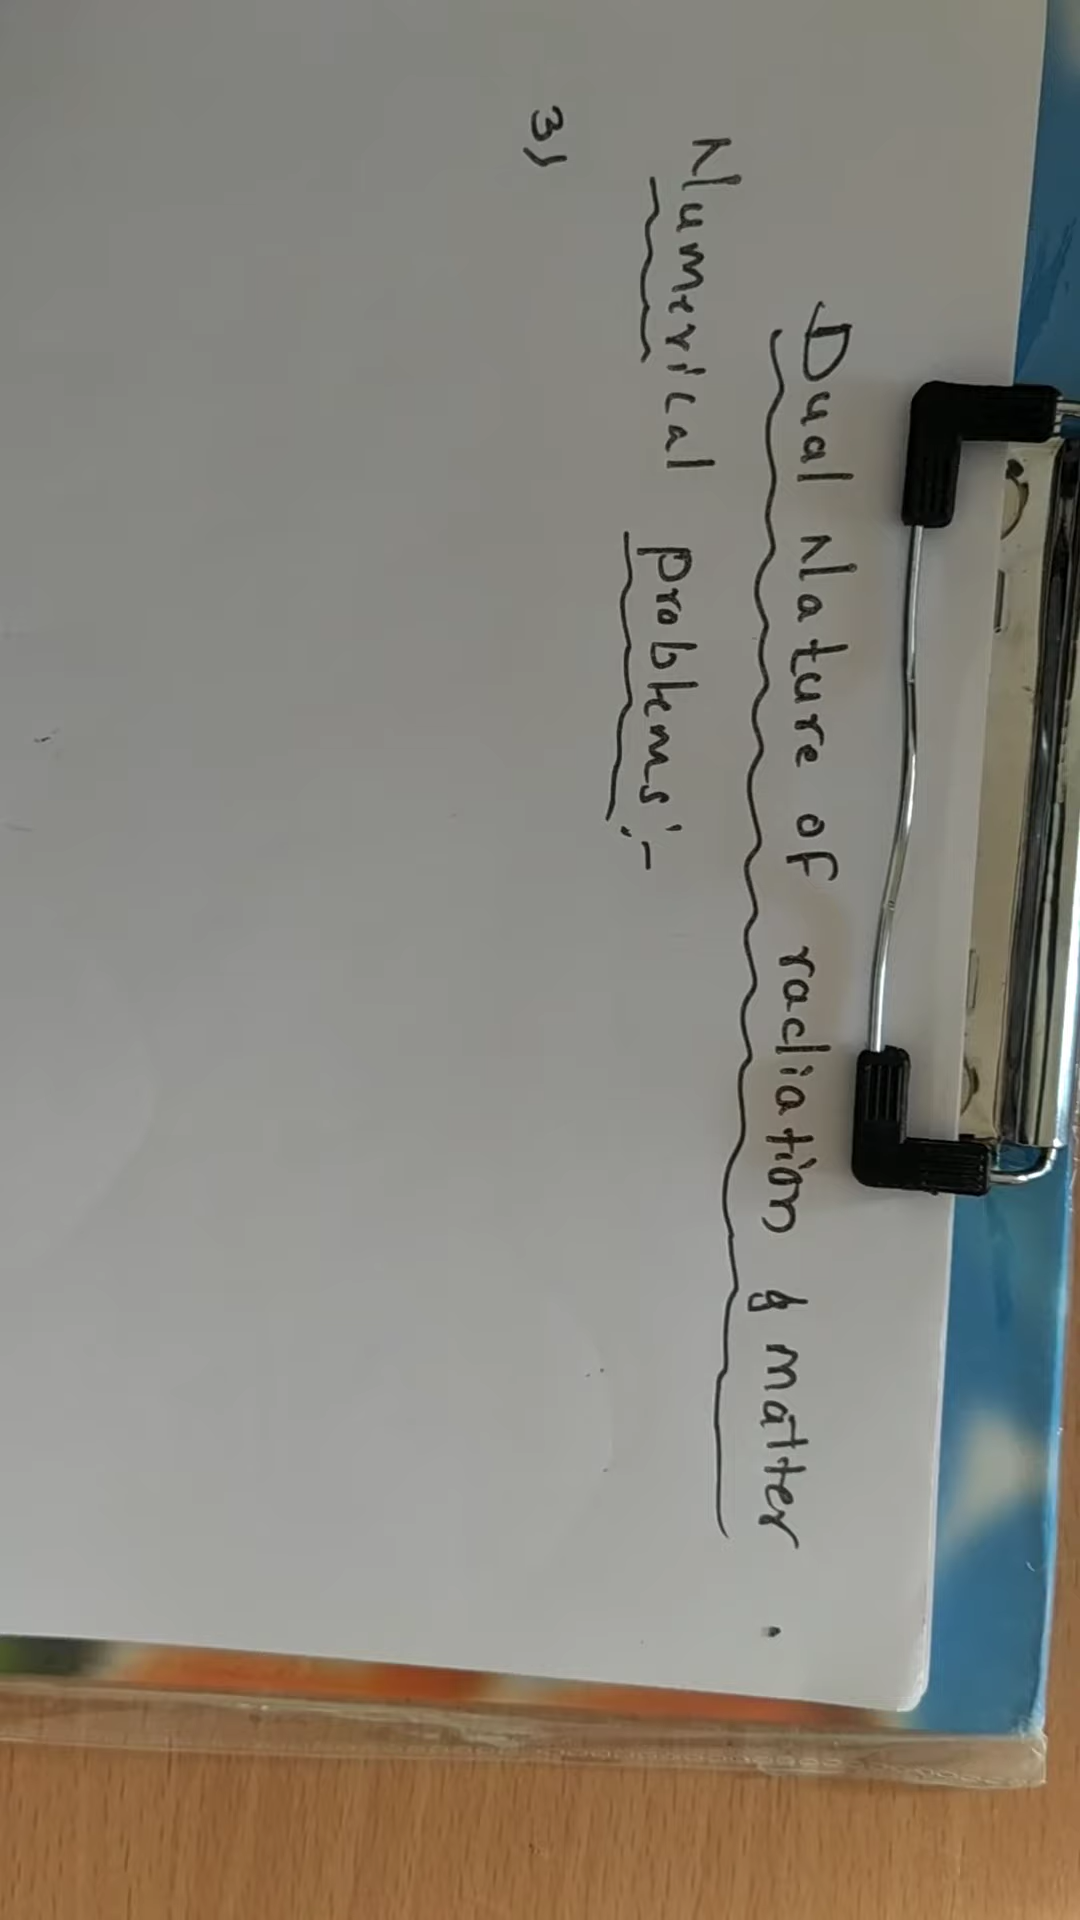 Dual Nature of radiation & matter.
Numerical problems:-
3)